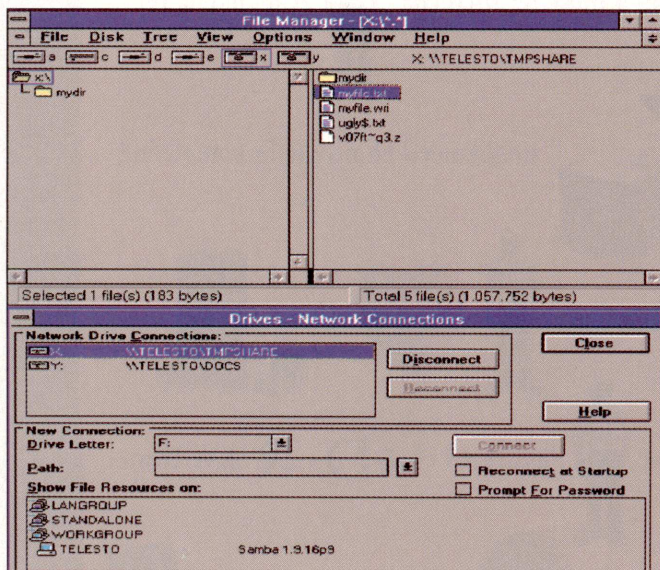 File Manager - [X:\*.*]
File Disk Tree View Options Window Help
a c d e x y X: \\TELESTO\TMPSHARE
x:\
mydir
mydir
myfile.txt
myfile.wri
ugly$.txt
v07ft~q3.z
Selected 1 file(s) (183 bytes) Total 5 file(s) (1.057.752 bytes)
Drives - Network Connections
Network Drive Connections:
X: \\TELESTO\TMPSHARE
Y: \\TELESTO\DOCS
Close
Disconnect
Reconnect
Help
New Connection:
Drive Letter: F:
Connect
Path:
Reconnect at Startup
Show File Resources on:
Prompt For Password
LANGROUP
STANDALONE
WORKGROUP
TELESTO Samba 1.9.16p9